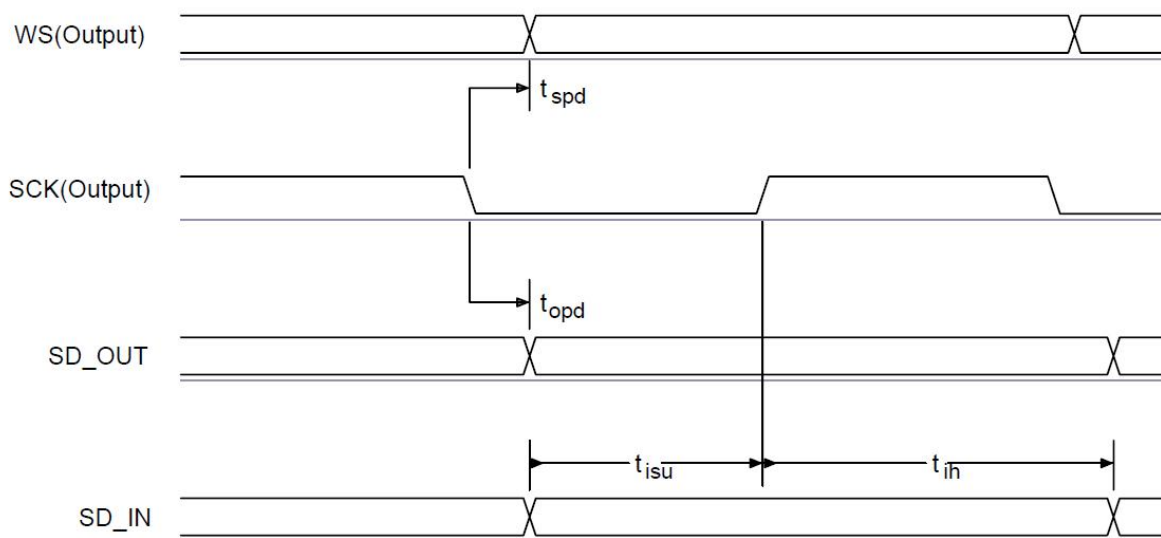 WS(Output)
tspd
SCK(Output)
topd
SD_OUT
tisu
tih
SD_IN